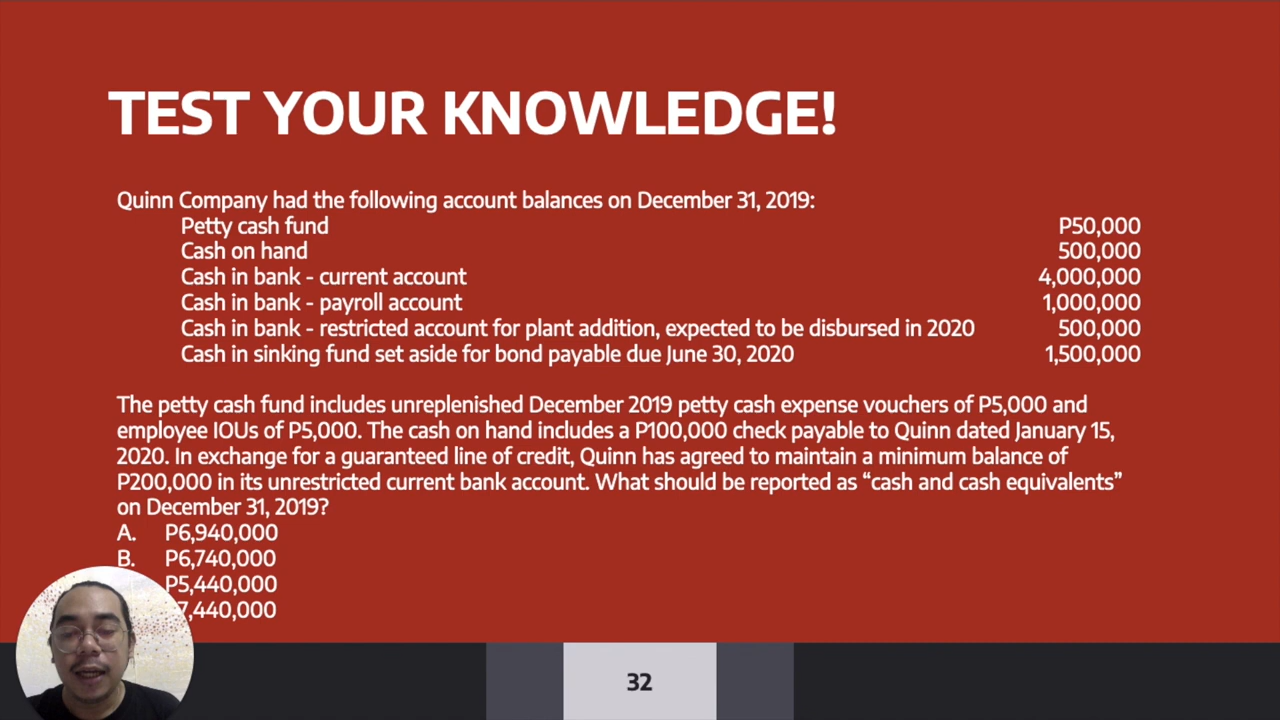 TEST YOUR KNOWLEDGE!
Quinn Company had the following account balances on December 31, 2019:
Petty cash fund P50,000
Cash on hand 500,000
Cash in bank - current account 4,000,000
Cash in bank - payroll account 1,000,000
Cash in bank - restricted account for plant addition, expected to be disbursed in 2020 500,000
Cash in sinking fund set aside for bond payable due June 30, 2020 1,500,000
The petty cash fund includes unreplenished December 2019 petty cash expense vouchers of P5,000 and
employee IOUs of P5,000. The cash on hand includes a P100,000 check payable to Quinn dated January 15,
2020. In exchange for a guaranteed line of credit, Quinn has agreed to maintain a minimum balance of
P200,000 in its unrestricted current bank account. What should be reported as “cash and cash equivalents”
on December 31, 2019?
A. P6,940,000
B. P6,740,000
P5,440,000
7,440,000
32